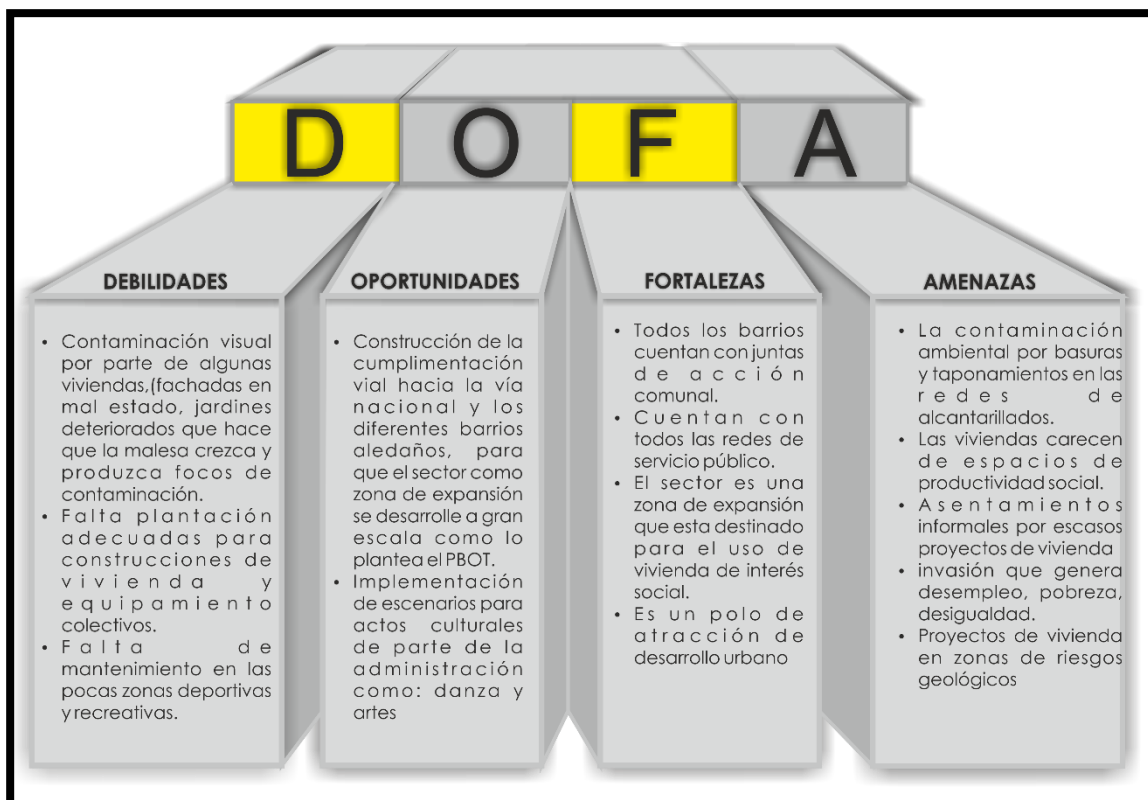 D O F A
DEBILIDADES
• Contaminación visual
por parte de algunas
viviendas,(fachadas en
mal estado, jardines
deteriorados que hace
que la malesa crezca y
produzca focos de
contaminación.
• Falta plantación
adecuadas para
construcciones de
vivienda y
equipamiento
colectivos.
• Falta de
mantenimiento en las
pocas zonas deportivas
y recreativas.
OPORTUNIDADES
• Construcción de la
cumplimentación
vial hacia la vía
nacional y los
diferentes barrios
aledaños, para
que el sector como
zona de expansión
se desarrolle a gran
escala como lo
plantea el PBOT.
• Implementación
de escenarios para
actos culturales
de parte de la
administración
como: danza y
artes
FORTALEZAS
• Todos los barrios
cuentan con juntas
de acción
comunal.
• Cuentan con
todos las redes de
servicio público.
• El sector es una
zona de expansión
que esta destinado
para el uso de
vivienda de interés
social.
• Es un polo de
atracción de
desarrollo urbano
AMENAZAS
• La contaminación
ambiental por basuras
y taponamientos en las
redes de
alcantarillados.
• Las viviendas carecen
de espacios de
productividad social.
• Asentamientos
informales por escasos
proyectos de vivienda
• invasión que genera
desempleo, pobreza,
desigualdad.
• Proyectos de vivienda
en zonas de riesgos
geológicos